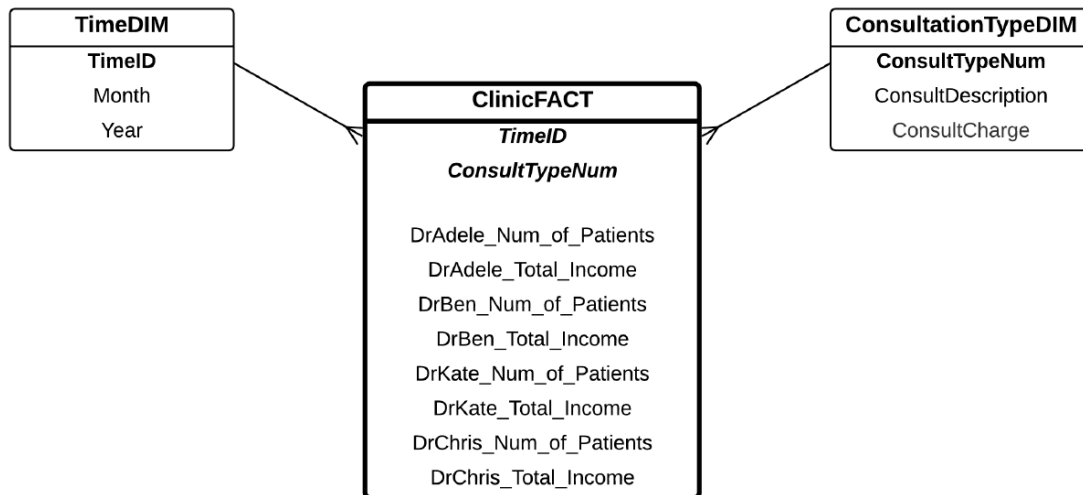 TimeDIM
TimeID
Month
Year
ConsultationTypeDIM
ConsultTypeNum
ConsultDescription
ConsultCharge
ClinicFACT
TimeID
ConsultTypeNum
DrAdele_Num_of_Patients
DrAdele_Total_Income
DrBen_Num_of_Patients
DrBen_Total_Income
DrKate_Num_of_Patients
DrKate_Total_Income
DrChris_Num_of_Patients
DrChris_Total_Income